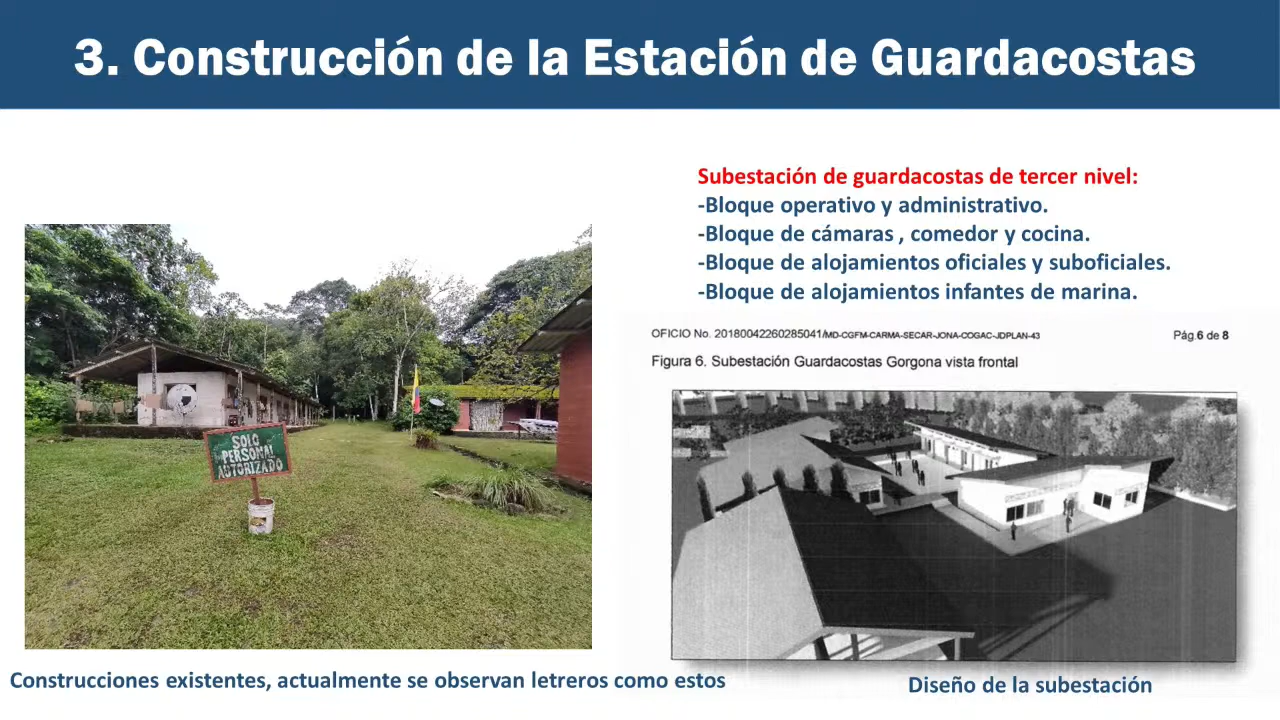 3. Construcción de la Estación de Guardacostas
Subestación de guardacostas de tercer nivel:
-Bloque operativo y administrativo.
-Bloque de cámaras , comedor y cocina.
-Bloque de alojamientos oficiales y suboficiales.
-Bloque de alojamientos infantes de marina.
OFICIO No. 20180042260285041/MD-CGFM-CARMA-SECAR-JONA-COGAC-JDPLAN-43 Pág.6 de 8
Figura 6. Subestación Guardacostas Gorgona vista frontal
SOLO
PERSONAL
AUTORIZADO
Construcciones existentes, actualmente se observan letreros como estos
Diseño de la subestación